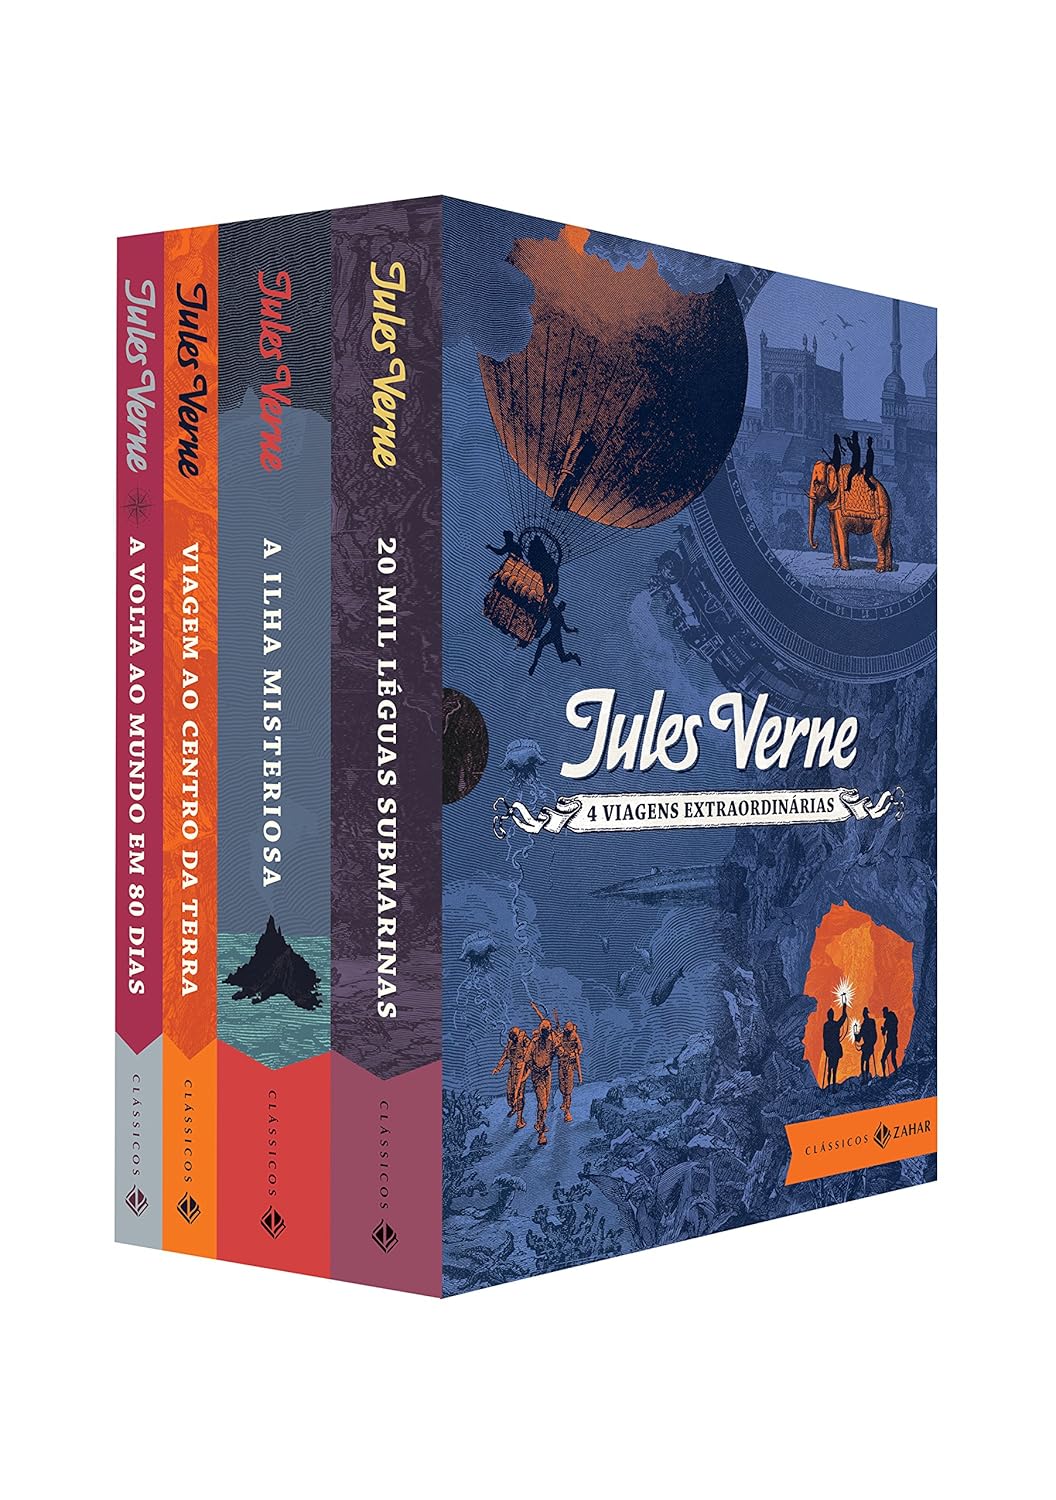 Jules Verne
A VOLTA AO MUNDO EM 80 DIAS
CLÁSSICOS
Jules Verne
VIAGEM AO CENTRO DA TERRA
CLÁSSICOS
Jules Verne
A ILHA MISTERIOSA
CLÁSSICOS
Jules Verne
20 MIL LÉGUAS SUBMARINAS
CLÁSSICOS
Jules Verne
4 VIAGENS EXTRAORDINÁRIAS
CLÁSSICOS ZAHAR